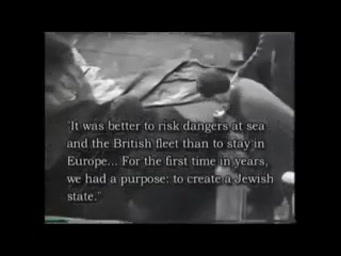 "It was better to risk dangers at sea
and the British fleet than to stay in
Europe... For the first time in years,
we had a purpose: to create a Jewish
state."